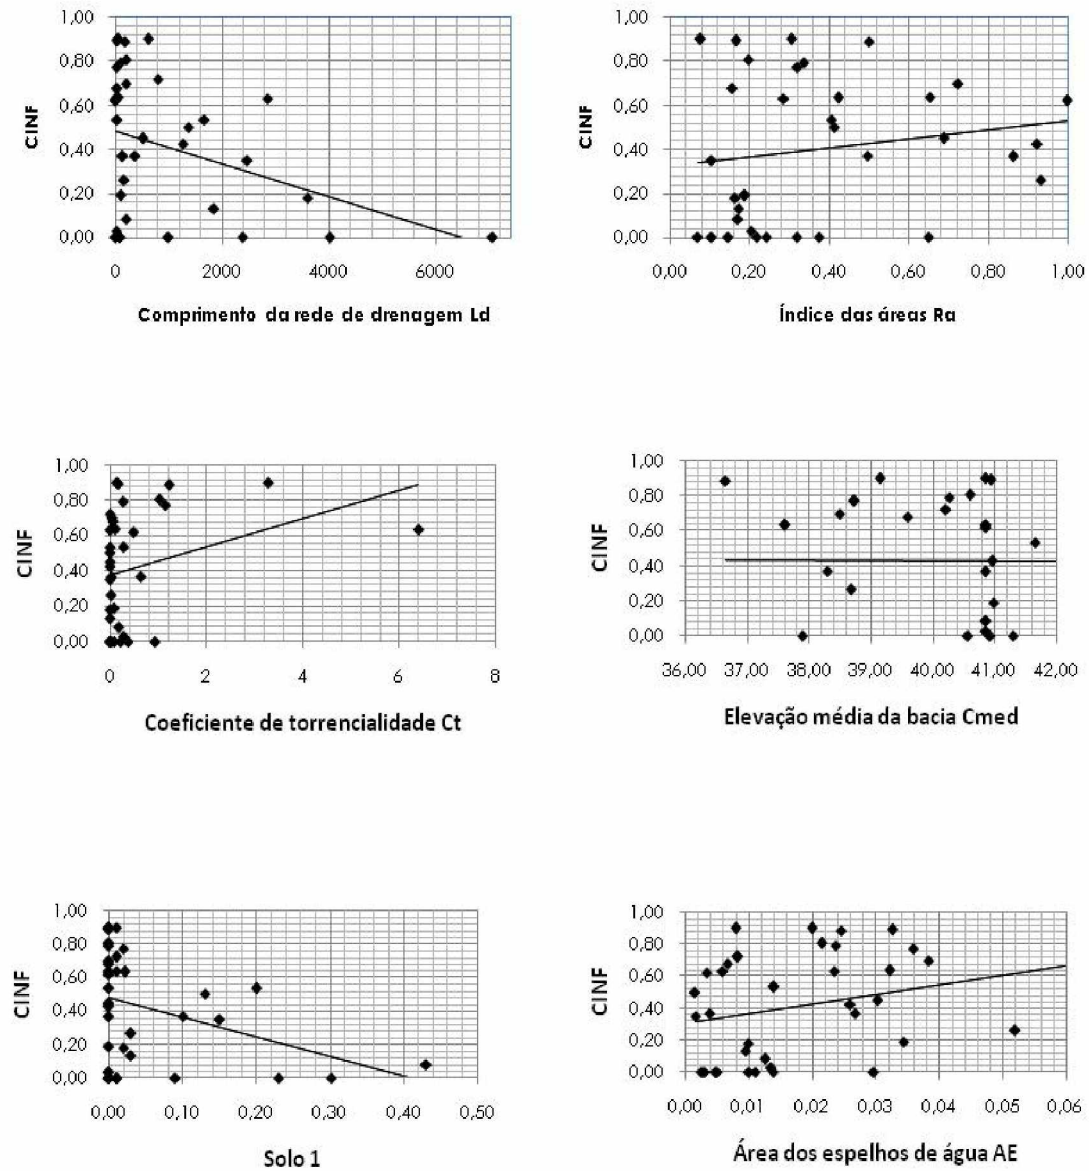 1,00
0,80
0,60
0,40
0,20
0,00
CINF
0 2000 4000 6000
Comprimento da rede de drenagem Ld
1,00
0,80
0,60
0,40
0,20
0,00
CINF
0,00 0,20 0,40 0,60 0,80 1,00
Índice das áreas Ra
1,00
0,80
0,60
0,40
0,20
0,00
CINF
0 2 4 6 8
Coeficiente de torrencialidade Ct
1,00
0,80
0,60
0,40
0,20
0,00
CINF
36,00 37,00 38,00 39,00 40,00 41,00 42,00
Elevação média da bacia Cmed
1,00
0,80
0,60
0,40
0,20
0,00
CINF
0,00 0,10 0,20 0,30 0,40 0,50
Solo 1
1,00
0,80
0,60
0,40
0,20
0,00
CINF
0,00 0,01 0,02 0,03 0,04 0,05 0,06
Área dos espelhos de água AE